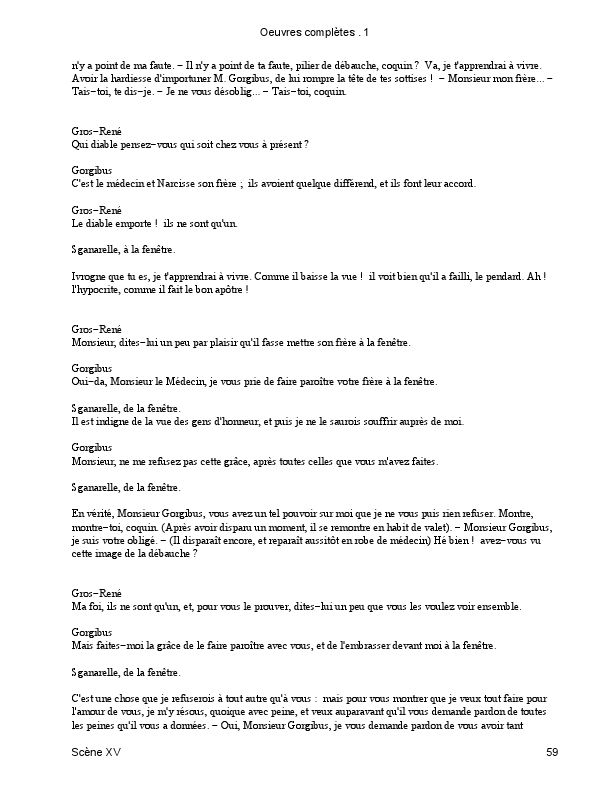 Oeuvres complètes . 1
n'y a point de ma faute. − Il n'y a point de ta faute, pilier de débauche, coquin ?  Va, je t'apprendrai à vivre.
Avoir la hardiesse d'importuner M. Gorgibus, de lui rompre la tête de tes sottises !  − Monsieur mon frère... −
Tais−toi, te dis−je. − Je ne vous désoblig... − Tais−toi, coquin.
Gros−René
Qui diable pensez−vous qui soit chez vous à présent ?
Gorgibus
C'est le médecin et Narcisse son frère ;  ils avoient quelque différend, et ils font leur accord.
Gros−René
Le diable emporte !  ils ne sont qu'un.
Sganarelle, à la fenêtre.
Ivrogne que tu es, je t'apprendrai à vivre. Comme il baisse la vue !  il voit bien qu'il a failli, le pendard. Ah !
l'hypocrite, comme il fait le bon apôtre !
Gros−René
Monsieur, dites−lui un peu par plaisir qu'il fasse mettre son frère à la fenêtre.
Gorgibus
Oui−da, Monsieur le Médecin, je vous prie de faire paroître votre frère à la fenêtre.
Sganarelle, de la fenêtre.
Il est indigne de la vue des gens d'honneur, et puis je ne le saurois souffrir auprès de moi.
Gorgibus
Monsieur, ne me refusez pas cette grâce, après toutes celles que vous m'avez faites.
Sganarelle, de la fenêtre.
En vérité, Monsieur Gorgibus, vous avez un tel pouvoir sur moi que je ne vous puis rien refuser. Montre,
montre−toi, coquin. (Après avoir disparu un moment, il se remontre en habit de valet). − Monsieur Gorgibus,
je suis votre obligé. − (Il disparaît encore, et reparaît aussitôt en robe de médecin) Hé bien !  avez−vous vu
cette image de la débauche ?
Gros−René
Ma foi, ils ne sont qu'un, et, pour vous le prouver, dites−lui un peu que vous les voulez voir ensemble.
Gorgibus
Mais faites−moi la grâce de le faire paroître avec vous, et de l'embrasser devant moi à la fenêtre.
Sganarelle, de la fenêtre.
C'est une chose que je refuserois à tout autre qu'à vous :  mais pour vous montrer que je veux tout faire pour
l'amour de vous, je m'y résous, quoique avec peine, et veux auparavant qu'il vous demande pardon de toutes
les peines qu'il vous a données. − Oui, Monsieur Gorgibus, je vous demande pardon de vous avoir tant
Scène XV 59